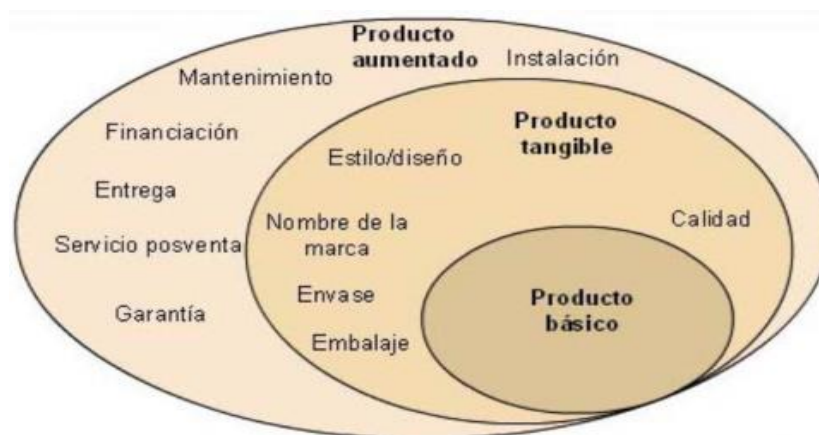 Producto
aumentado
Instalación
Mantenimiento
Financiación
Entrega
Servicio posventa
Garantía
Producto
tangible
Estilo/diseño
Nombre de la
marca
Calidad
Envase
Embalaje
Producto
básico